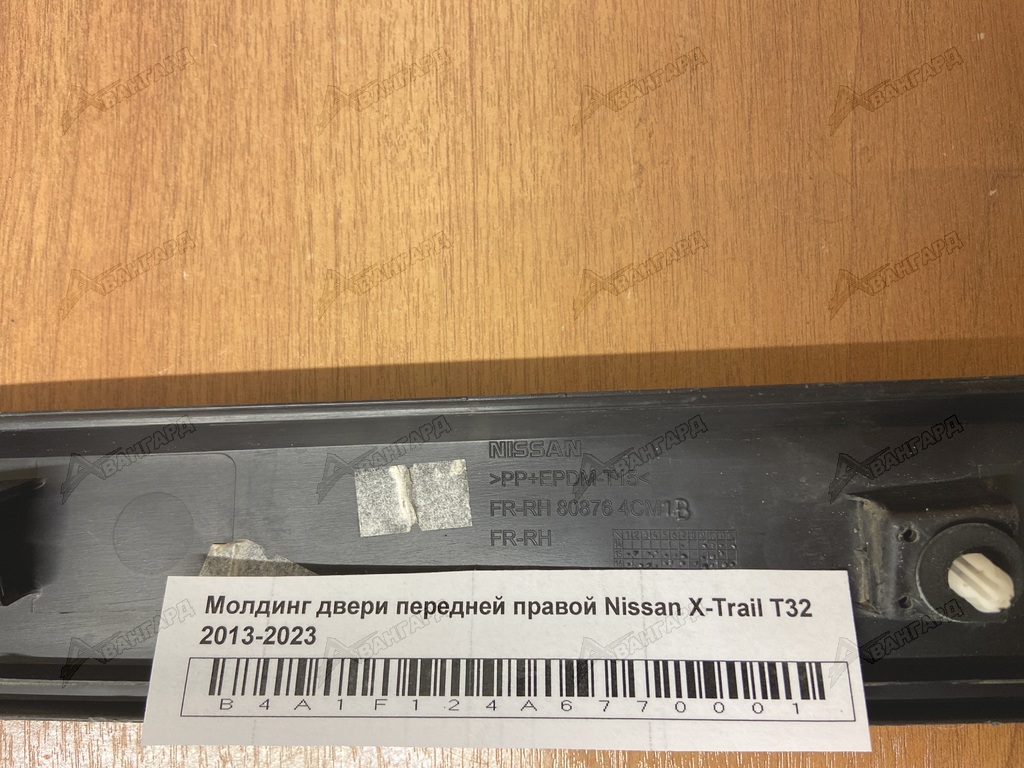 NISSAN
>PP+EPDM-T15<
FR-RH 80876 4CM1B
FR-RH
Молдинг двери передней правой Nissan X-Trail T32
2013-2023
B4A1F124A6770001
АВАНГАРД